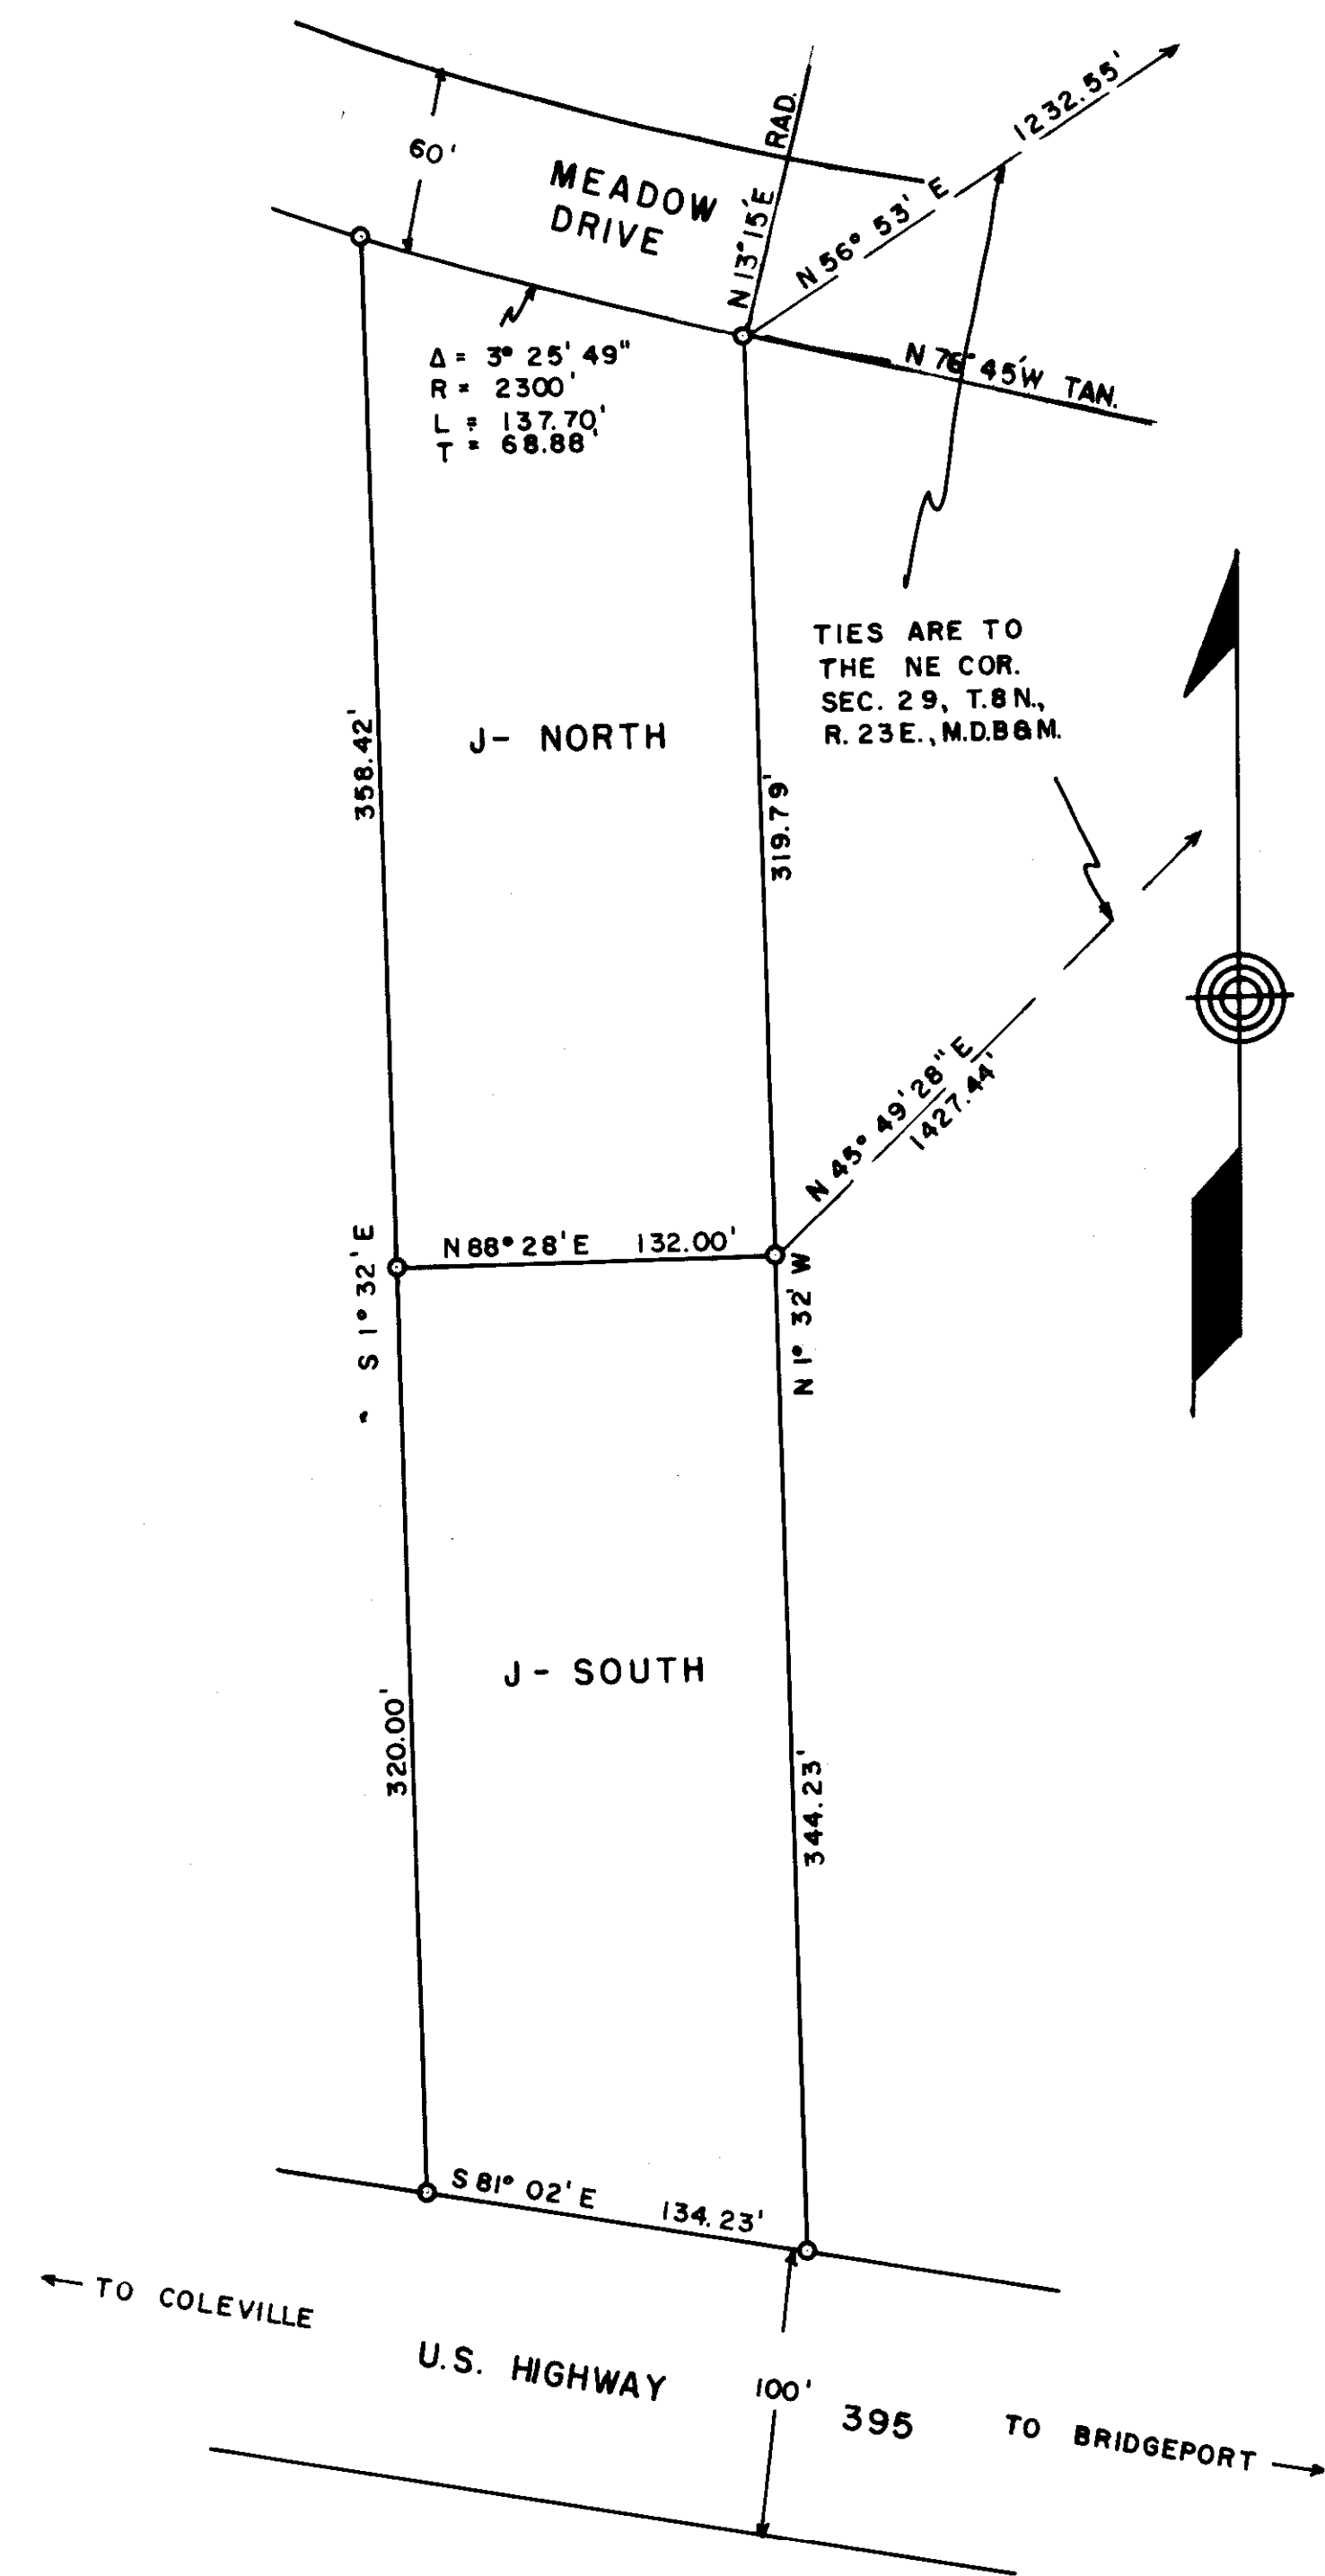 1232.55'
RAD.
60'
MEADOW
DRIVE
N 13° 15' E
N 56° 53' E
N 76° 45' W TAN.
Δ = 3° 25' 49"
R = 2300'
L = 137.70'
T = 68.88'
TIES ARE TO
THE NE COR.
SEC. 29, T.8N.,
R. 23E., M.D.B&M.
358.42'
J- NORTH
319.79'
N 45° 49' 28" E
1427.44'
N 88° 28' E 132.00'
S 1° 32' E
N 1° 32' W
J- SOUTH
320.00'
344.23'
S 81° 02' E 134.23'
TO COLEVILLE
U.S. HIGHWAY 395
100'
TO BRIDGEPORT